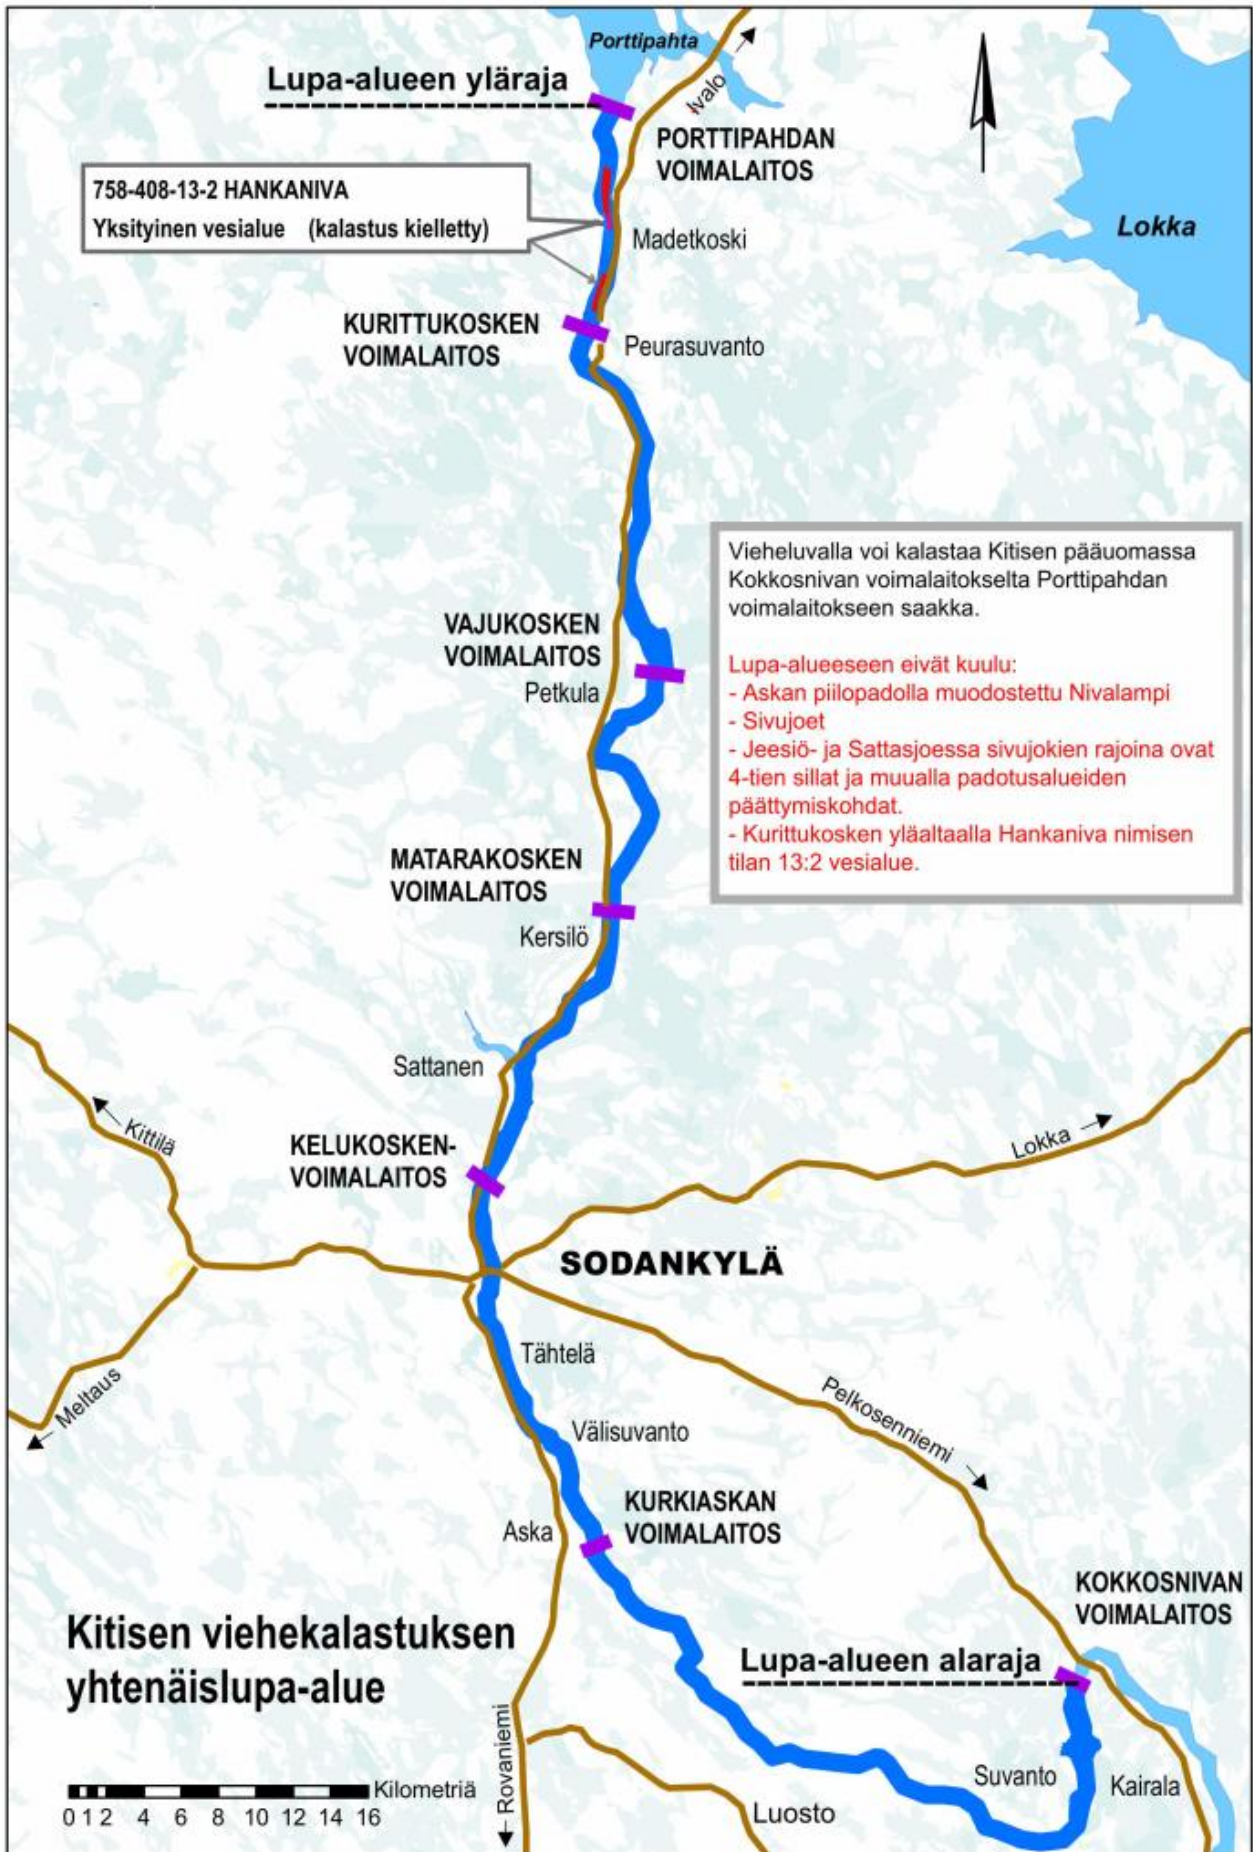 Porttipahta
Lupa-alueen yläraja
Ivalo
PORTTIPAHDAN
VOIMALAITOS
758-408-13-2 HANKANIVA
Yksityinen vesialue (kalastus kielletty)
Madetkoski
Lokka
KURITTUKOSKEN
VOIMALAITOS
Peurasuvanto
Vieheluvalla voi kalastaa Kitisen pääuomassa
Kokkosnivan voimalaitokselta Porttipahdan
voimalaitokseen saakka.
Lupa-alueeseen eivät kuulu:
- Askan piilopadolla muodostettu Nivalampi
- Sivujoet
- Jeesiö- ja Sattasjoessa sivujokien rajoina ovat
4-tien sillat ja muualla padotusalueiden
päättymiskohdat.
- Kurittukosken yläaltaalla Hankaniva nimisen
tilan 13:2 vesialue.
VAJUKOSKEN
VOIMALAITOS
Petkula
MATARAKOSKEN
VOIMALAITOS
Kersilö
Sattanen
Kittilä
Lokka
KELUKOSKEN-
VOIMALAITOS
SODANKYLÄ
Tähtelä
Meltaus
Pelkosenniemi
Välisuvanto
KURKIASKAN
VOIMALAITOS
Aska
KOKKOSNIVAN
VOIMALAITOS
Kitisen viehekalastuksen
yhtenäislupa-alue
Lupa-alueen alaraja
Rovaniemi
Suvanto
Kairala
Luosto
Kilometriä
0 1 2 4 6 8 10 12 14 16